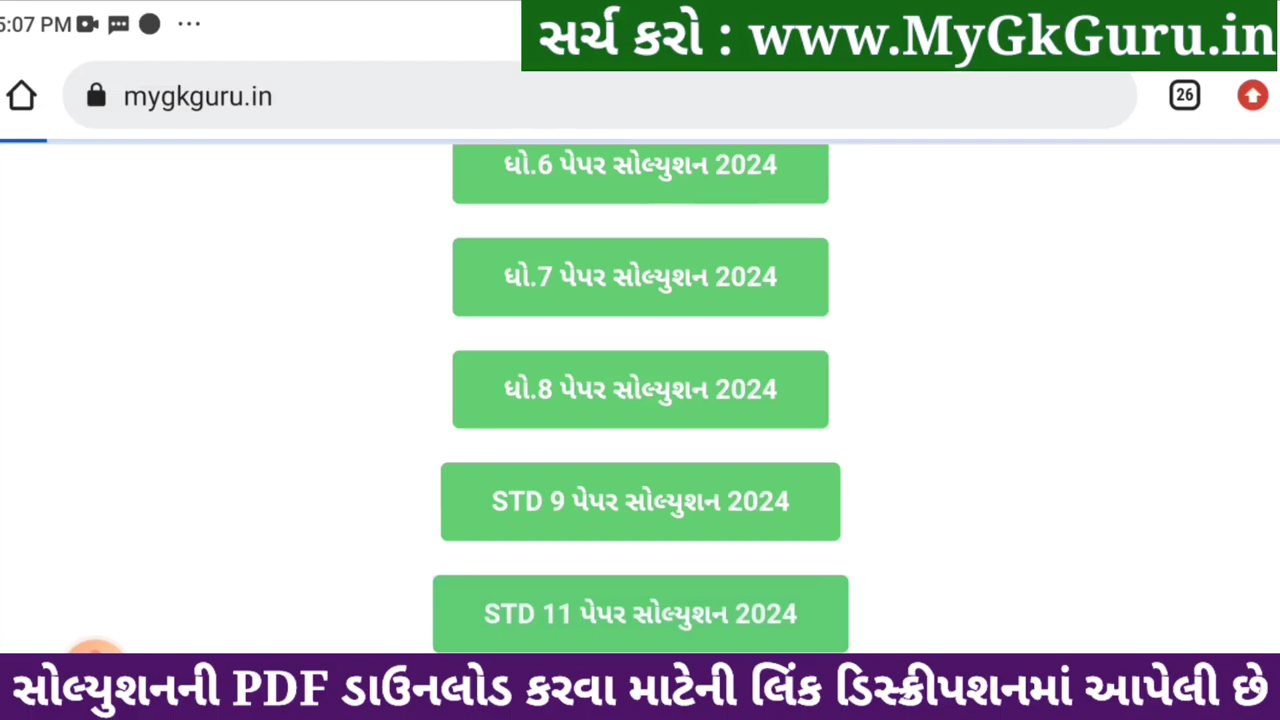 5:07 PM
સર્ચ કરો : www.MyGkGuru.in
mygkguru.in
26
ધો.6 પેપર સોલ્યુશન 2024
ધો.7 પેપર સોલ્યુશન 2024
ધો.8 પેપર સોલ્યુશન 2024
STD 9 પેપર સોલ્યુશન 2024
STD 11 પેપર સોલ્યુશન 2024
સોલ્યુશનની PDF ડાઉનલોડ કરવા માટેની લિંક ડિસ્ક્રીપશનમાં આપેલી છે